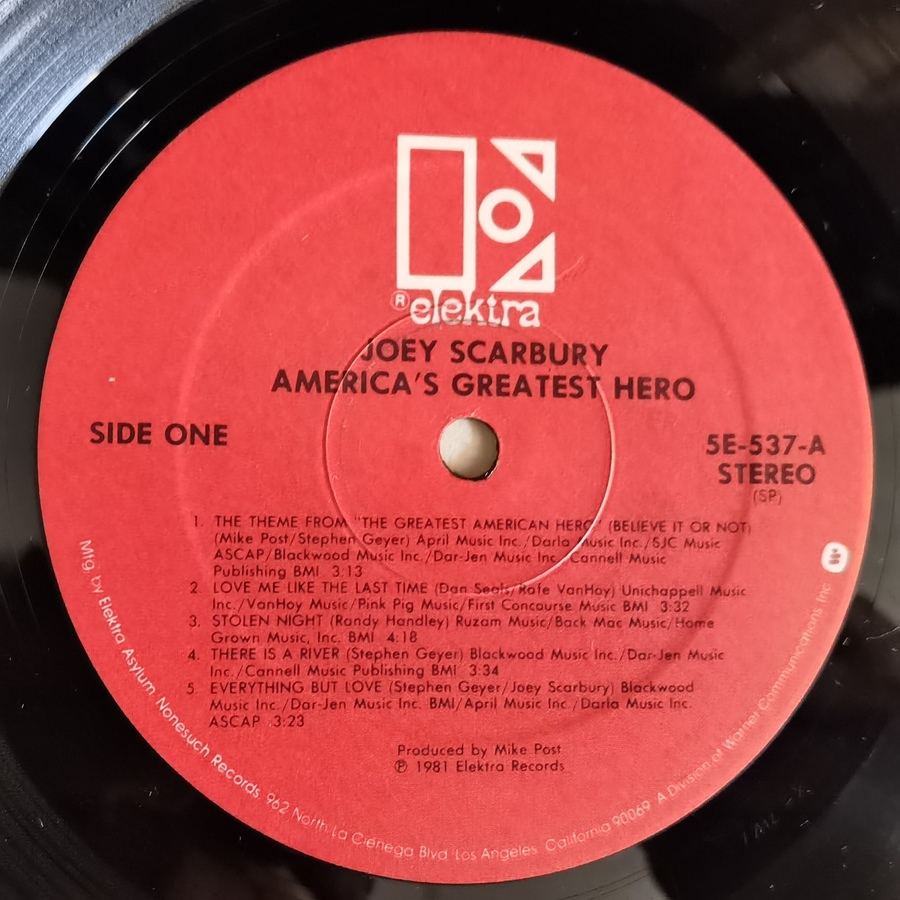 ® elektra
JOEY SCARBURY
AMERICA'S GREATEST HERO
SIDE ONE
5E-537-A
STEREO
(SP)
1. THE THEME FROM "THE GREATEST AMERICAN HERO" (BELIEVE IT OR NOT)
(Mike Post/Stephen Geyer) April Music Inc./Darla Music Inc./SJC Music
ASCAP/Blackwood Music Inc./Dar-Jen Music Inc./Cannell Music
Publishing BMI 3:13
2. LOVE ME LIKE THE LAST TIME (Dan Seals/Rafe VanHoy) Unichappell Music
Inc./VanHoy Music/Pink Pig Music/First Concourse Music BMI 3:32
3. STOLEN NIGHT (Randy Handley) Ruzam Music/Back Mac Music/Home
Grown Music, Inc. BMI 4:18
4. THERE IS A RIVER (Stephen Geyer) Blackwood Music Inc./Dar-Jen Music
Inc./Cannell Music Publishing BMI 3:34
5. EVERYTHING BUT LOVE (Stephen Geyer/Joey Scarbury) Blackwood
Music Inc./Dar-Jen Music Inc. BMI/April Music Inc./Darla Music Inc.
ASCAP 3:23
Produced by Mike Post
℗ 1981 Elektra Records
Mfg. by Elektra Asylum Nonesuch Records 962 North La Cienega Blvd Los Angeles California 90069 A Division of Warner Communications Inc